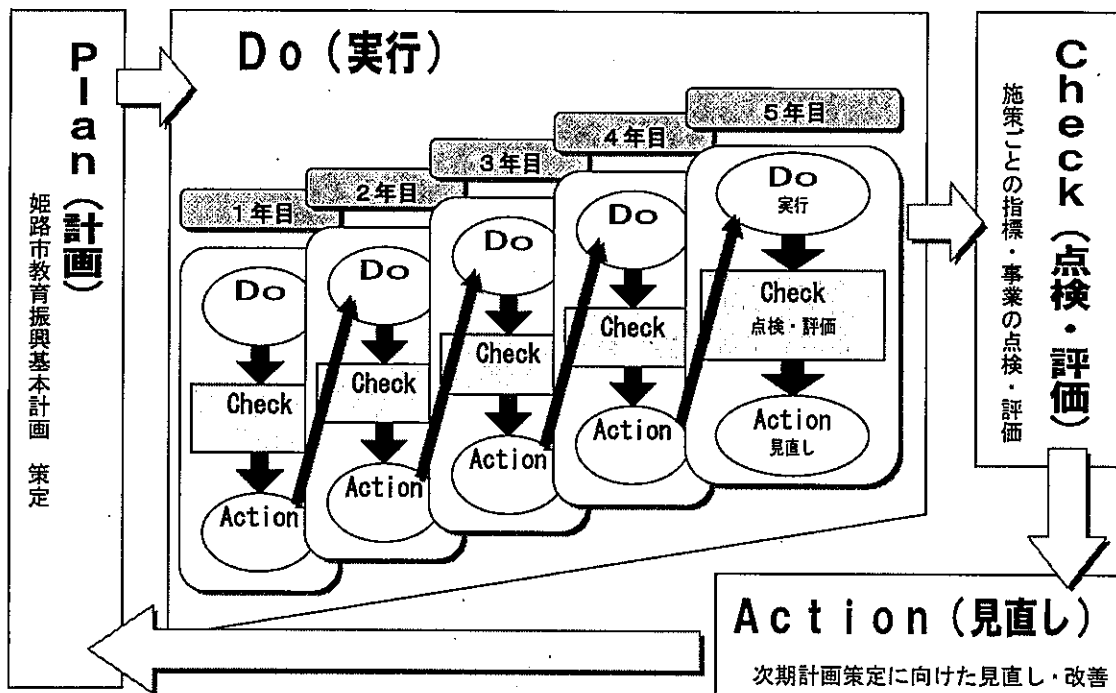 Plan(計画)
姫路市教育振興基本計画 策定
Do(実行)
1年目
Do
Check
Action
2年目
Do
Check
Action
3年目
Do
Check
Action
4年目
Do
Check
Action
5年目
Do
実行
Check
点検・評価
Action
見直し
Check(点検・評価)
施策ごとの指標・事業の点検・評価
Action(見直し)
次期計画策定に向けた見直し・改善